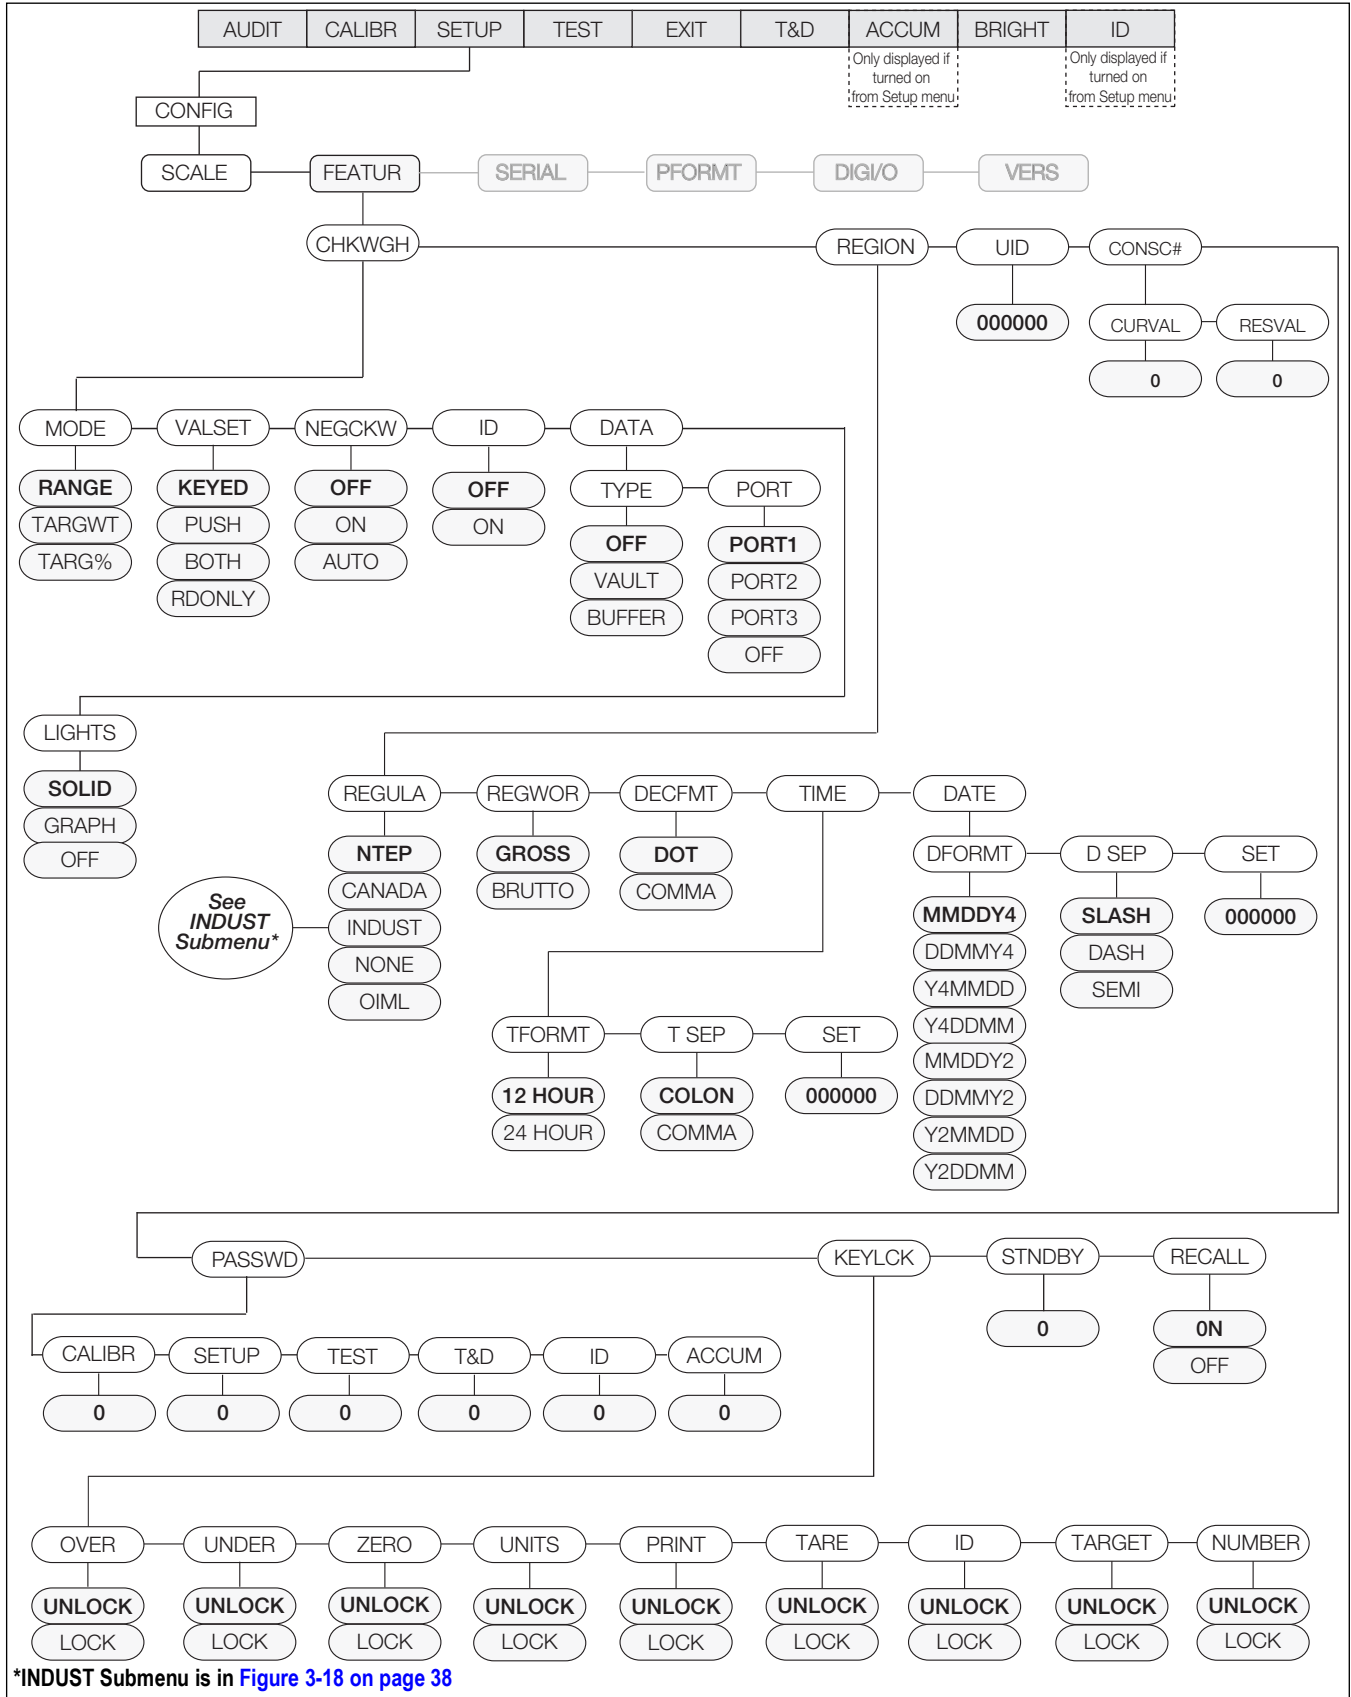 AUDIT CALIBR SETUP TEST EXIT T&D ACCUM BRIGHT ID
Only displayed if turned on from Setup menu
Only displayed if turned on from Setup menu
CONFIG
SCALE FEATUR SERIAL PFORMT DIGI/O VERS
CHKWGH REGION UID CONSC#
000000 CURVAL RESVAL
0 0
MODE VALSET NEGCKW ID DATA
RANGE KEYED OFF OFF TYPE PORT
TARGWT PUSH ON ON OFF PORT1
TARG% BOTH AUTO VAULT PORT2
RDONLY BUFFER PORT3
OFF
LIGHTS
SOLID
GRAPH
OFF
REGULA REGWOR DECFMT TIME DATE
NTEP GROSS DOT DFORMT D SEP SET
CANADA BRUTTO COMMA MMDDY4 SLASH 000000
See
INDUST
Submenu*
INDUST DDMMY4 DASH
NONE Y4MMDD SEMI
OIML
TFORMT T SEP SET Y4DDMM
12 HOUR COLON 000000 MMDDY2
24 HOUR COMMA DDMMY2
Y2MMDD
Y2DDMM
PASSWD KEYLCK STNDBY RECALL
0 0N
OFF
CALIBR SETUP TEST T&D ID ACCUM
0 0 0 0 0 0
OVER UNDER ZERO UNITS PRINT TARE ID TARGET NUMBER
UNLOCK UNLOCK UNLOCK UNLOCK UNLOCK UNLOCK UNLOCK UNLOCK UNLOCK
LOCK LOCK LOCK LOCK LOCK LOCK LOCK LOCK LOCK
*INDUST Submenu is in Figure 3-18 on page 38